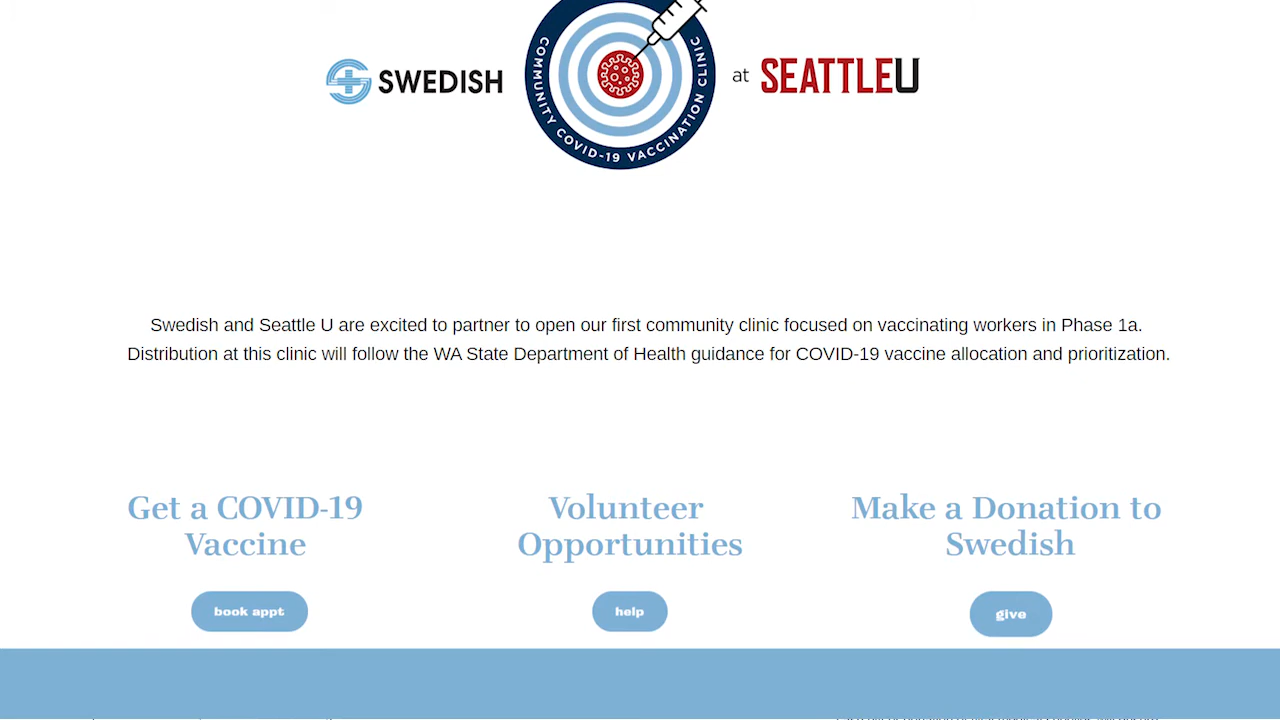 SWEDISH
COMMUNITY COVID-19 VACCINATION CLINIC
at SEATTLEU
Swedish and Seattle U are excited to partner to open our first community clinic focused on vaccinating workers in Phase 1a.
Distribution at this clinic will follow the WA State Department of Health guidance for COVID-19 vaccine allocation and prioritization.
Get a COVID-19
Vaccine
book appt
Volunteer
Opportunities
help
Make a Donation to
Swedish
give